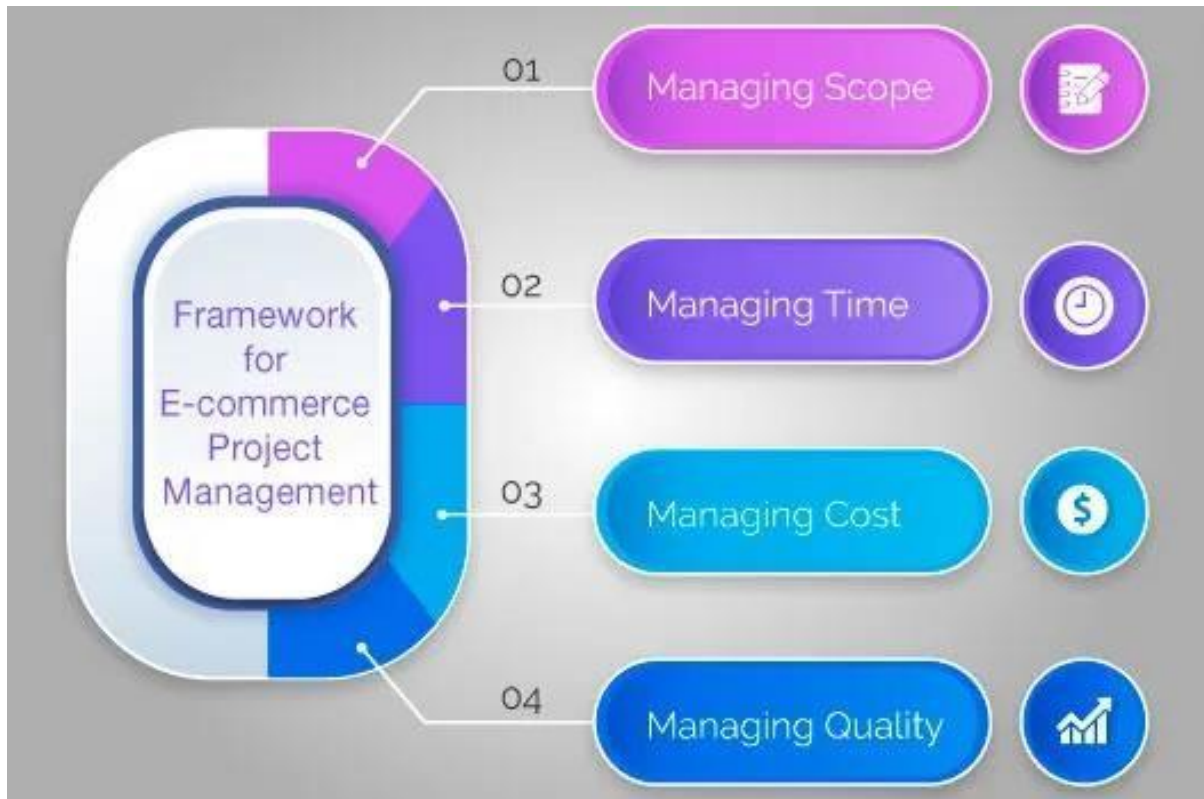 Framework
for
E-commerce
Project
Management
01
Managing Scope
02
Managing Time
03
Managing Cost
$
04
Managing Quality